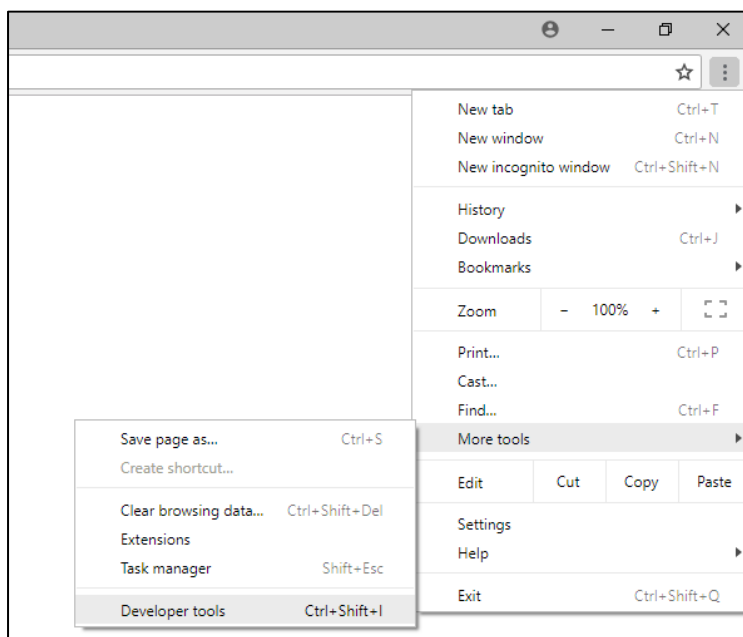 New tab Ctrl+T
New window Ctrl+N
New incognito window Ctrl+Shift+N
History
Downloads Ctrl+J
Bookmarks
Zoom - 100% +
Print... Ctrl+P
Cast...
Find... Ctrl+F
More tools
Edit Cut Copy Paste
Settings
Help
Exit Ctrl+Shift+Q
Save page as... Ctrl+S
Create shortcut...
Clear browsing data... Ctrl+Shift+Del
Extensions
Task manager Shift+Esc
Developer tools Ctrl+Shift+I